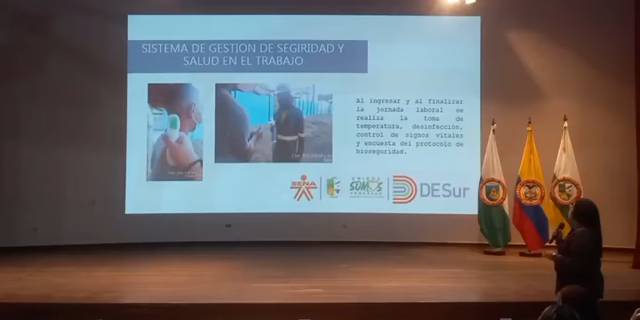 SISTEMA DE GESTION DE SEGIRIDAD Y
SALUD EN EL TRABAJO
Al ingresar y al finalizar
la jornada laboral se
realiza la toma de
temperatura, desinfección,
control de signos vitales
y encuesta del protocolo de
bioseguridad.
SENA
UNIDOS
SOMOS
DESur